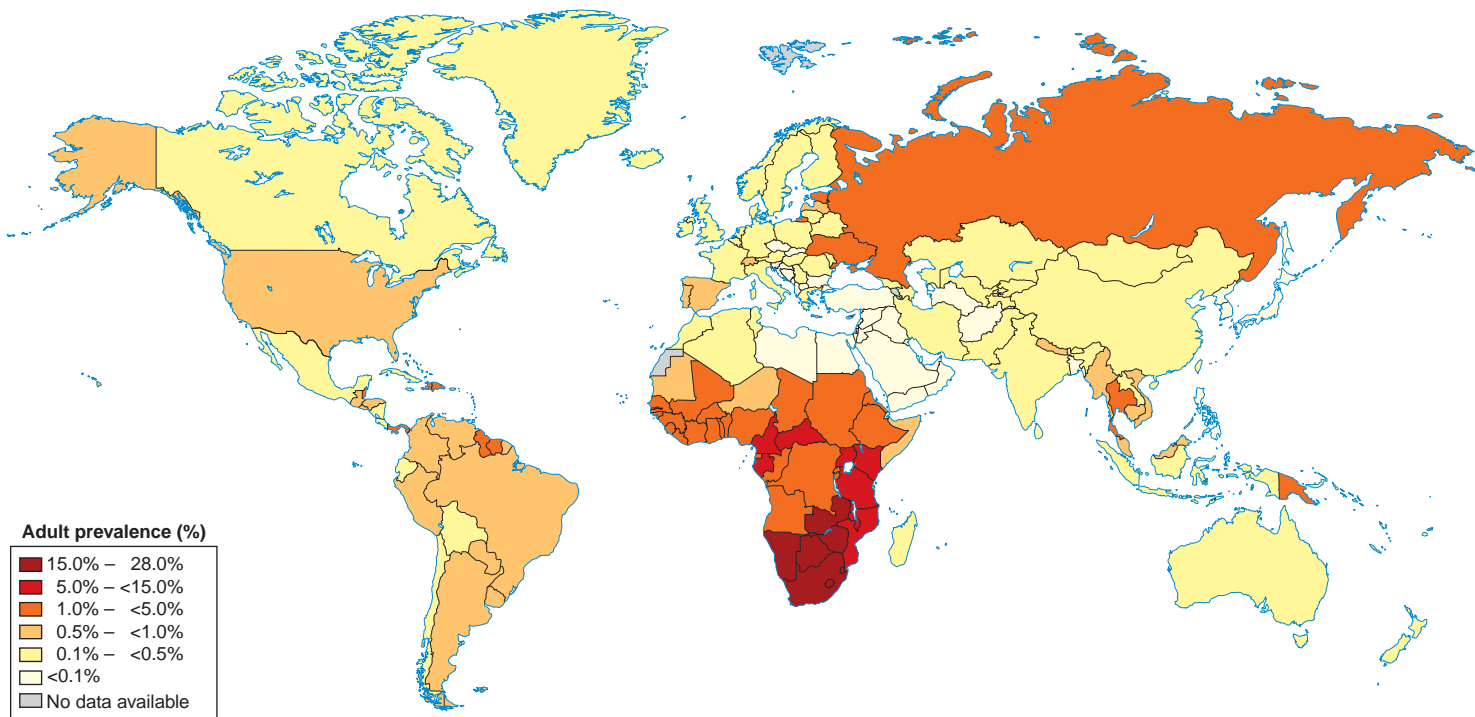 Adult prevalence (%)
15.0% – 28.0%
5.0% – <15.0%
1.0% – <5.0%
0.5% – <1.0%
0.1% – <0.5%
<0.1%
No data available